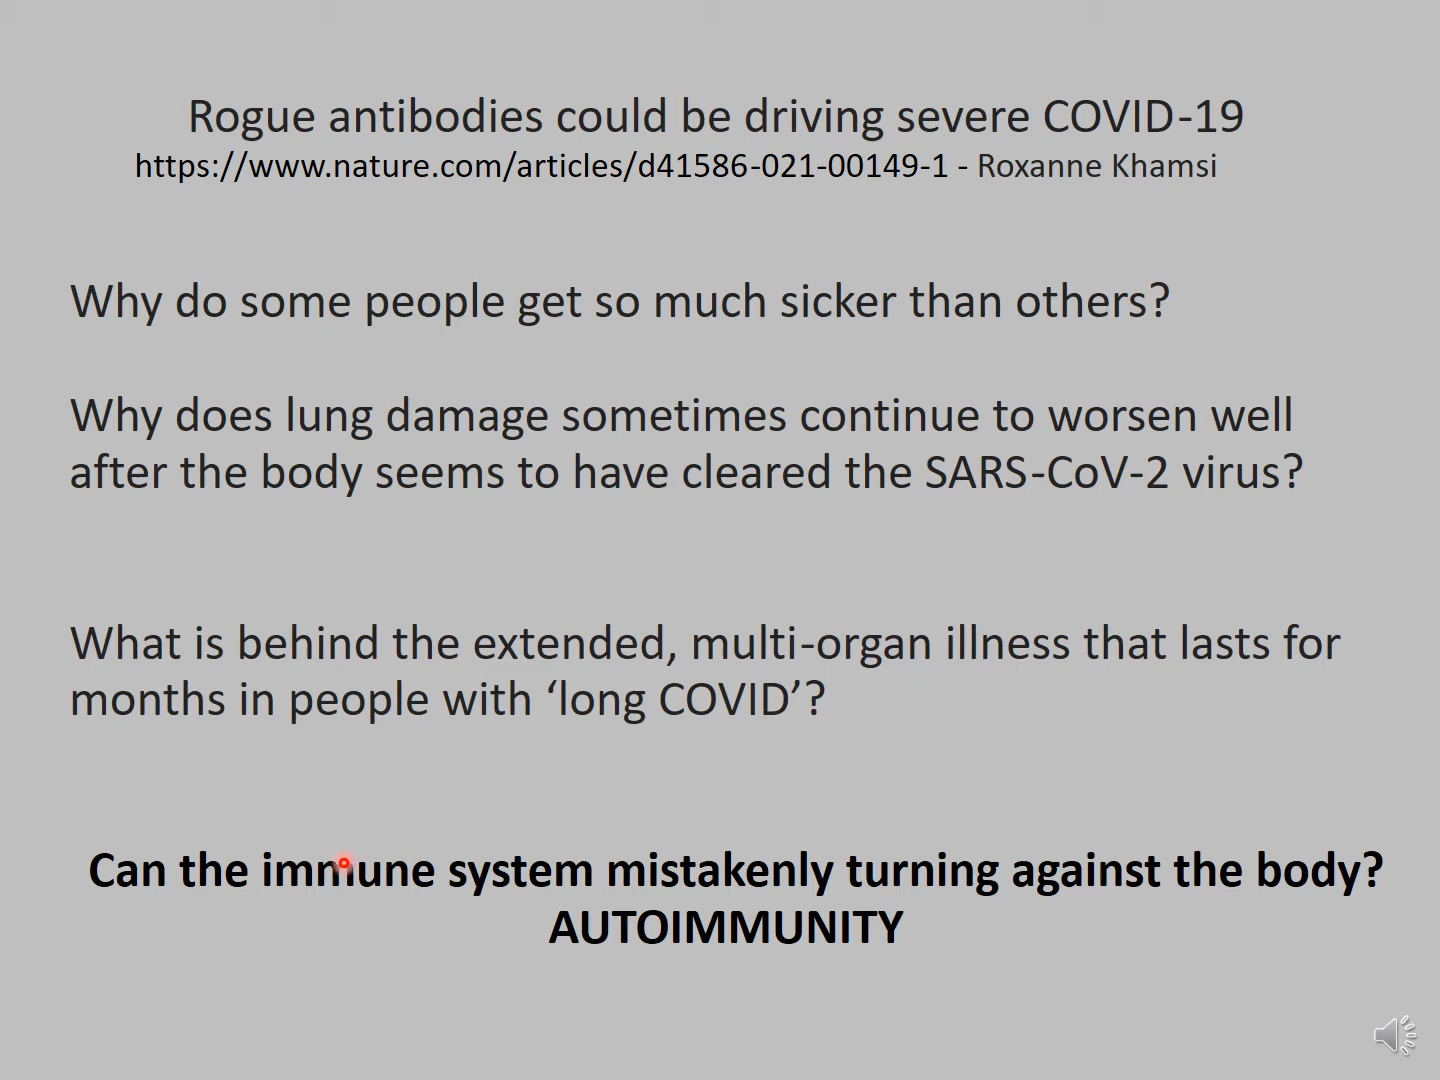 Rogue antibodies could be driving severe COVID-19
https://www.nature.com/articles/d41586-021-00149-1 - Roxanne Khamsi
Why do some people get so much sicker than others?
Why does lung damage sometimes continue to worsen well
after the body seems to have cleared the SARS-CoV-2 virus?
What is behind the extended, multi-organ illness that lasts for
months in people with ‘long COVID’?
Can the immune system mistakenly turning against the body?
AUTOIMMUNITY